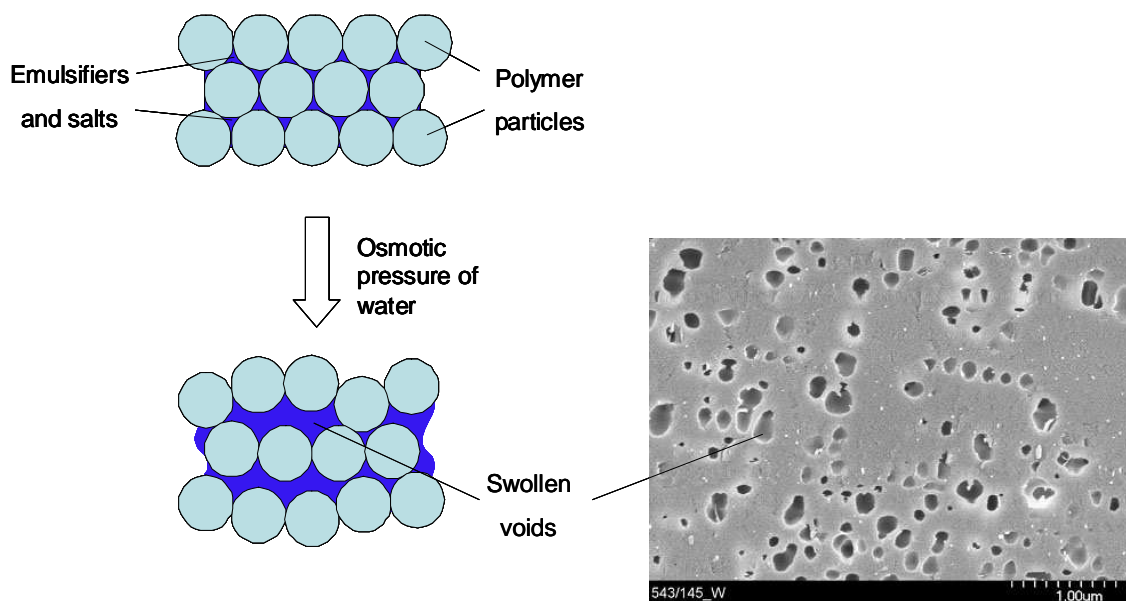 Emulsifiers
and salts
Polymer
particles
Osmotic
pressure of
water
Swollen
voids
543/145_W
1.00um